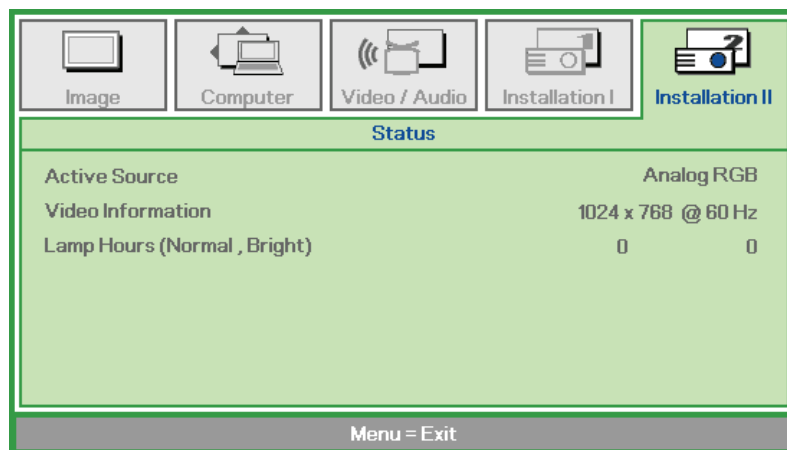 Image Computer Video / Audio Installation I Installation II
Status
Active Source Analog RGB
Video Information 1024 x 768 @ 60 Hz
Lamp Hours (Normal , Bright) 0 0
Menu = Exit